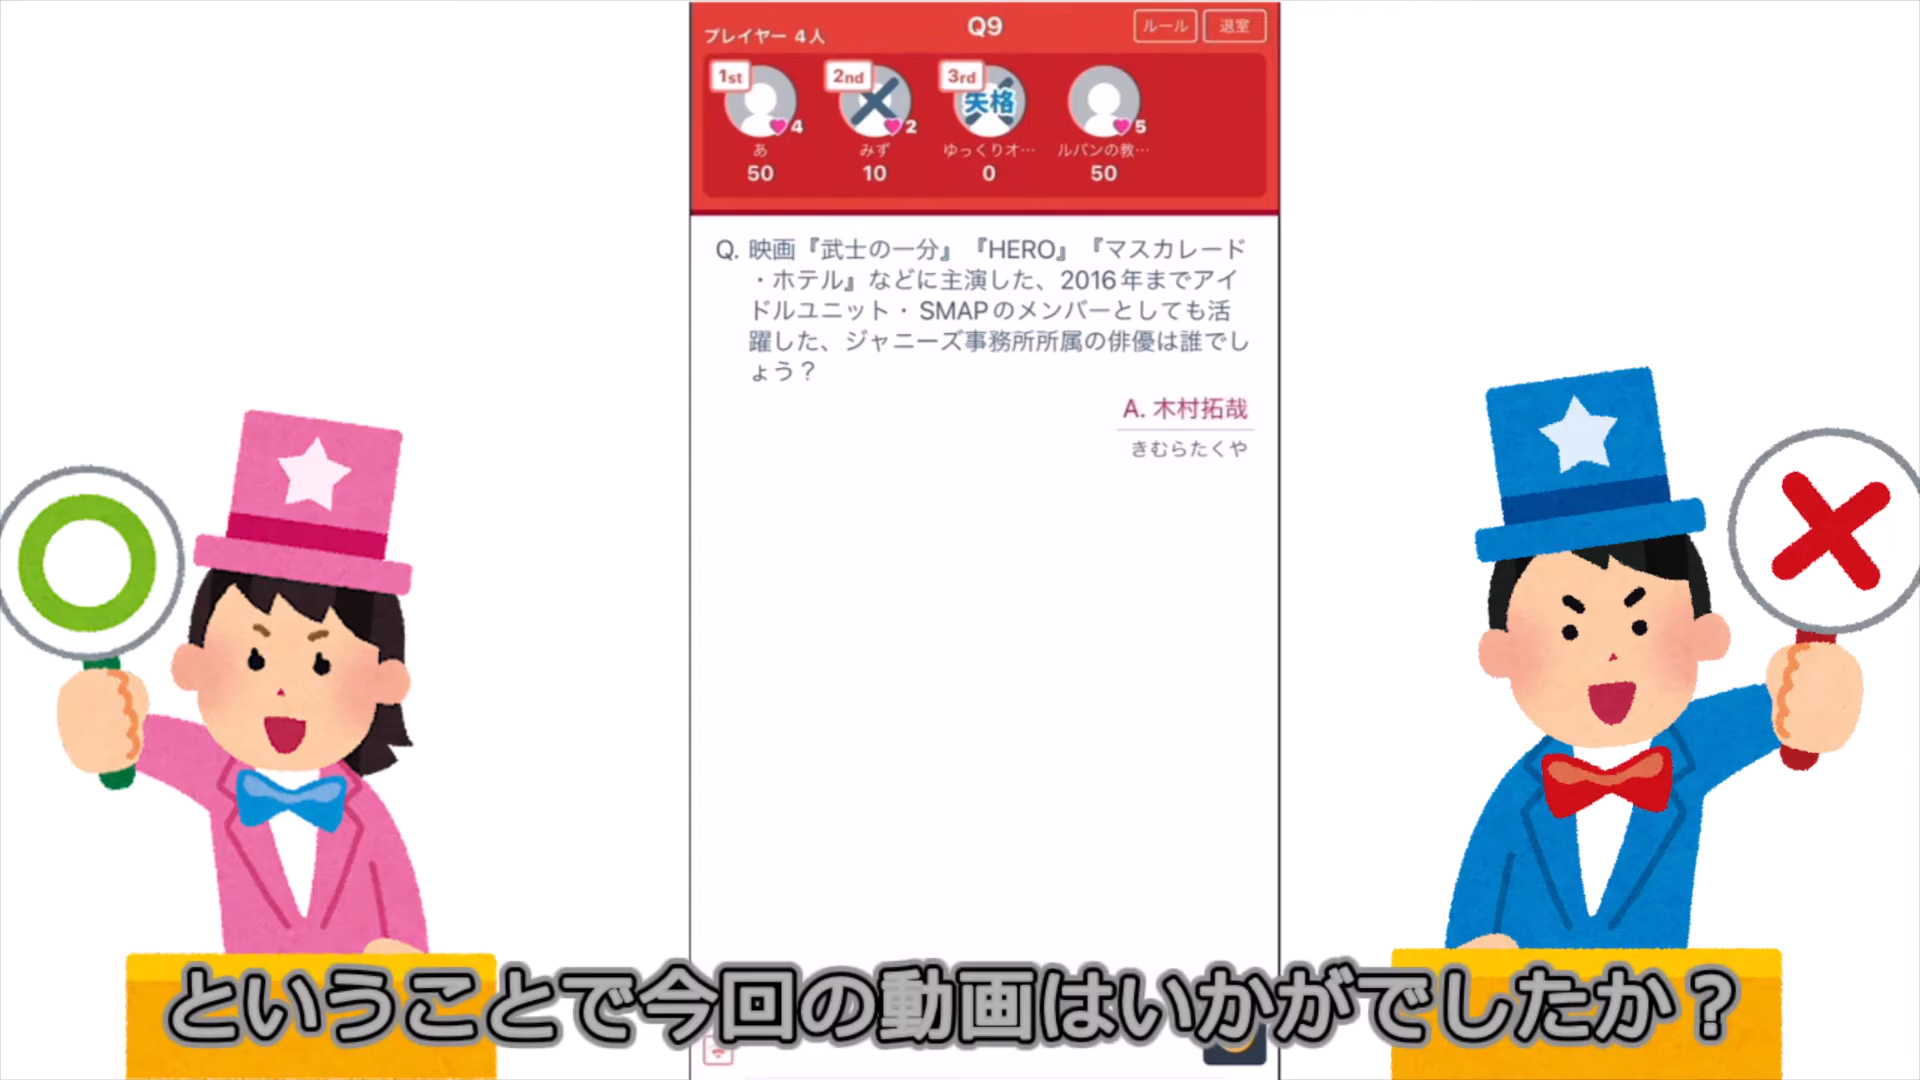 プレイヤー 4人
Q9
ルール
退室
1st
2nd
3rd
失格
4
2
5
あ
みず
ゆっくりオ…
ルパンの教…
50
10
0
50
Q. 映画『武士の一分』『HERO』『マスカレード
・ホテル』などに主演した、2016年までアイ
ドルユニット・SMAPのメンバーとしても活
躍した、ジャニーズ事務所所属の俳優は誰でし
ょう？
A. 木村拓哉
きむらたくや
ということで今回の動画はいかがでしたか？